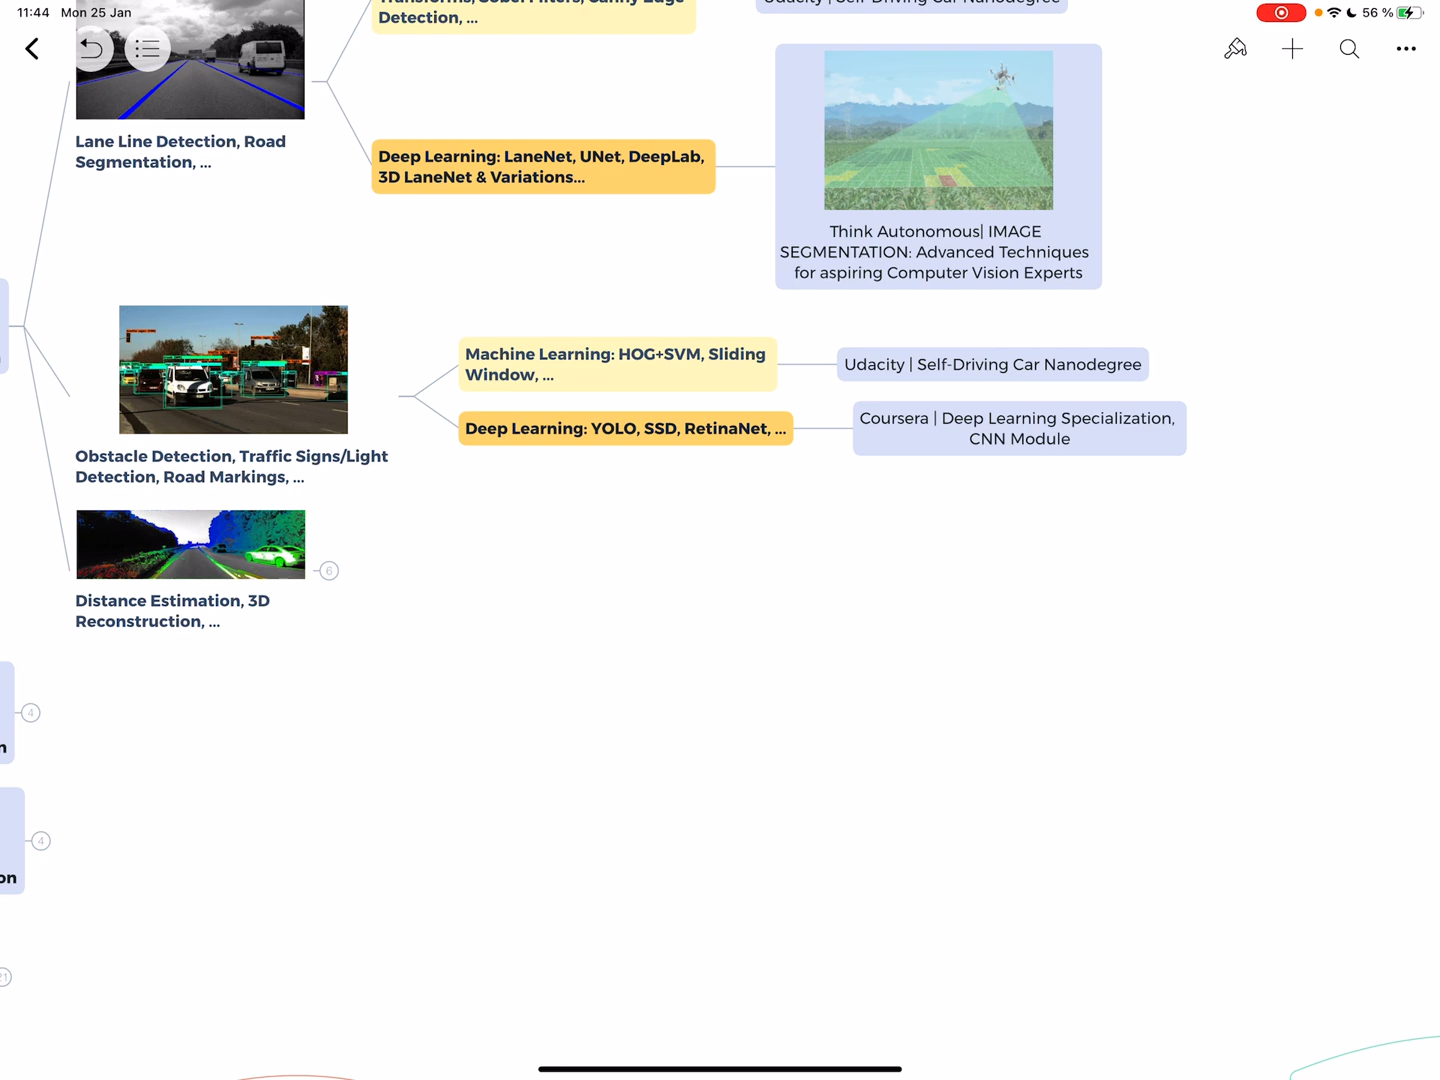 11:44 Mon 25 Jan
56 %
Detection, ...
Lane Line Detection, Road
Segmentation, ...
Deep Learning: LaneNet, UNet, DeepLab,
3D LaneNet & Variations...
Think Autonomous| IMAGE
SEGMENTATION: Advanced Techniques
for aspiring Computer Vision Experts
Obstacle Detection, Traffic Signs/Light
Detection, Road Markings, ...
Machine Learning: HOG+SVM, Sliding
Window, ...
Udacity | Self-Driving Car Nanodegree
Deep Learning: YOLO, SSD, RetinaNet, ...
Coursera | Deep Learning Specialization,
CNN Module
6
Distance Estimation, 3D
Reconstruction, ...
4
n
4
on
21